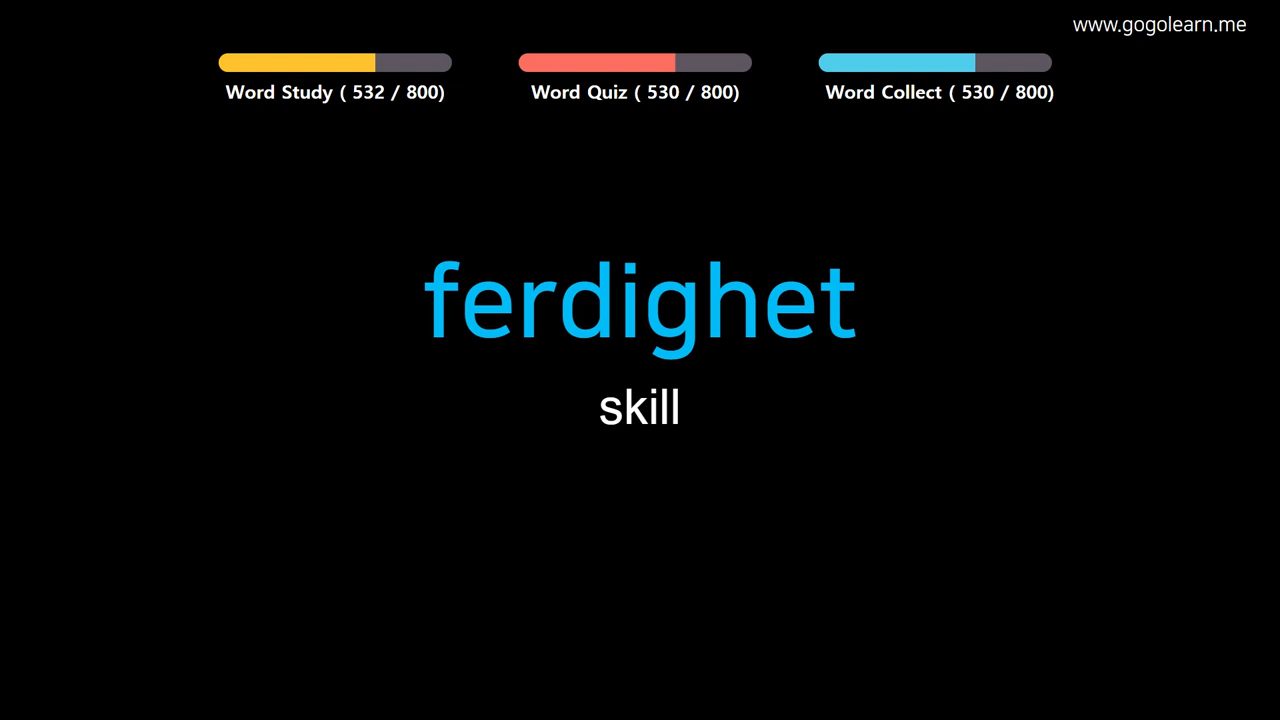 www.gogolearn.me
Word Study ( 532 / 800)
Word Quiz ( 530 / 800)
Word Collect ( 530 / 800)
ferdighet
skill